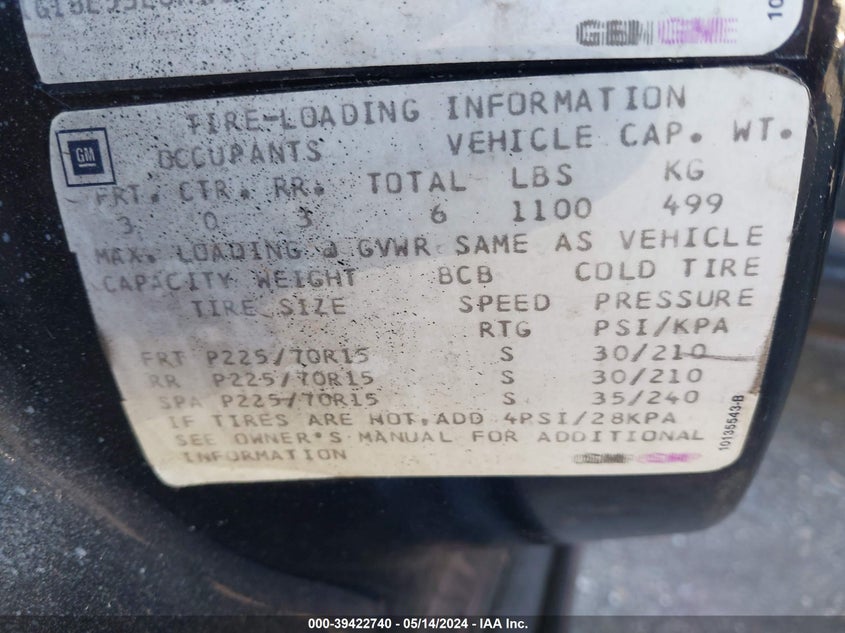 GBM GME
TIRE-LOADING INFORMATION
GM
OCCUPANTS VEHICLE CAP. WT.
FRT. CTR. RR. TOTAL LBS KG
3 0 3 6 1100 499
MAX. LOADING @ GVWR SAME AS VEHICLE
CAPACITY WEIGHT BCB COLD TIRE
TIRE SIZE SPEED PRESSURE
RTG PSI/KPA
FRT P225/70R15 S 30/210
RR P225/70R15 S 30/210
SPA P225/70R15 S 35/240
IF TIRES ARE HOT, ADD 4PSI/28KPA
SEE OWNER'S MANUAL FOR ADDITIONAL
INFORMATION
10135543-B
000-39422740 - 05/14/2024 - IAA Inc.